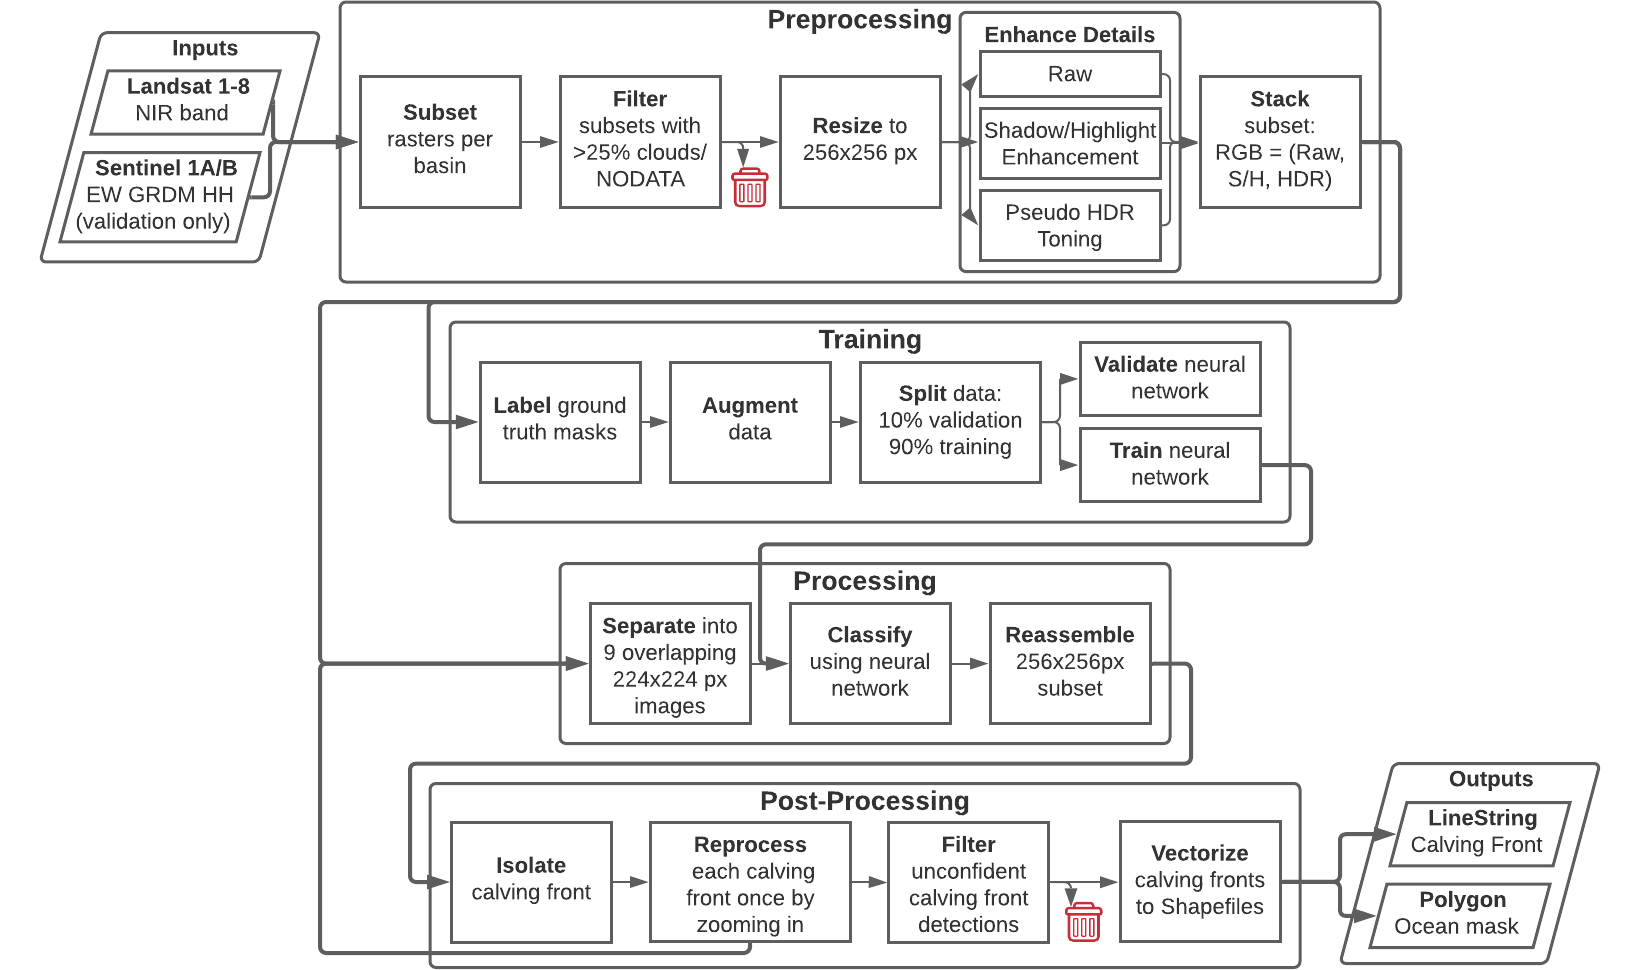 Inputs
Landsat 1-8
NIR band
Sentinel 1A/B
EW GRDM HH
(validation only)
Preprocessing
Subset
rasters per
basin
Filter
subsets with
>25% clouds/
NODATA
Resize to
256x256 px
Enhance Details
Raw
Shadow/Highlight
Enhancement
Pseudo HDR
Toning
Stack
subset:
RGB = (Raw,
S/H, HDR)
Training
Label ground
truth masks
Augment
data
Split data:
10% validation
90% training
Validate neural
network
Train neural
network
Processing
Separate into
9 overlapping
224x224 px
images
Classify
using neural
network
Reassemble
256x256px
subset
Post-Processing
Isolate
calving front
Reprocess
each calving
front once by
zooming in
Filter
unconfident
calving front
detections
Vectorize
calving fronts
to Shapefiles
Outputs
LineString
Calving Front
Polygon
Ocean mask